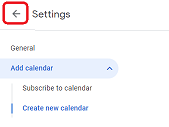 Settings
General
Add calendar
Subscribe to calendar
Create new calendar